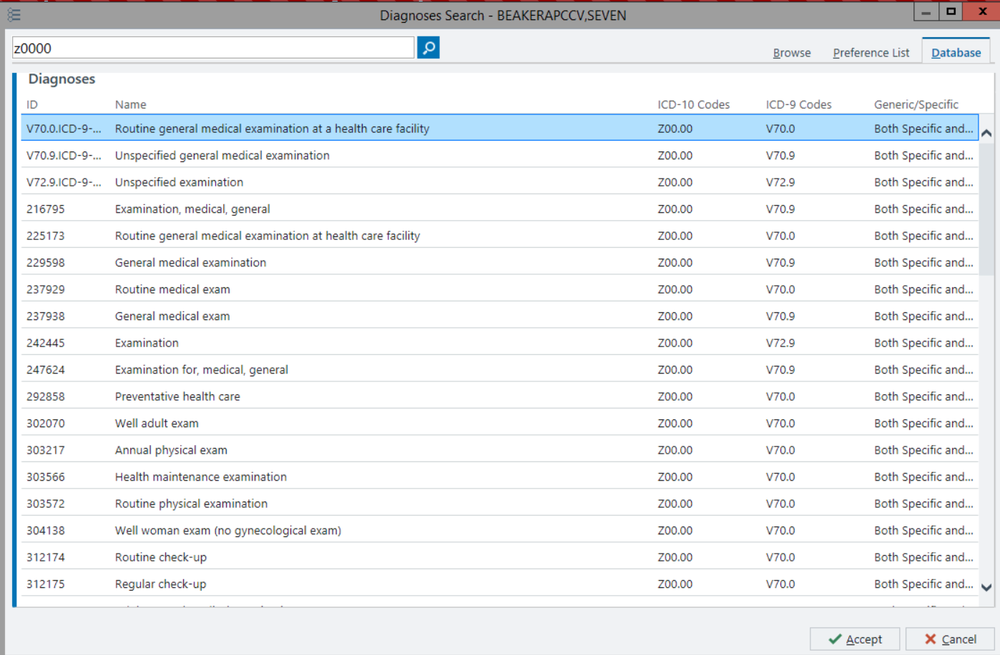 Diagnoses Search - BEAKERAPCCV,SEVEN
z0000
Browse Preference List Database
Diagnoses
ID Name ICD-10 Codes ICD-9 Codes Generic/Specific
V70.0.ICD-9-... Routine general medical examination at a health care facility Z00.00 V70.0 Both Specific and...
V70.9.ICD-9-... Unspecified general medical examination Z00.00 V70.9 Both Specific and...
V72.9.ICD-9-... Unspecified examination Z00.00 V72.9 Both Specific and...
216795 Examination, medical, general Z00.00 V70.9 Both Specific and...
225173 Routine general medical examination at health care facility Z00.00 V70.0 Both Specific and...
229598 General medical examination Z00.00 V70.9 Both Specific and...
237929 Routine medical exam Z00.00 V70.0 Both Specific and...
237938 General medical exam Z00.00 V70.9 Both Specific and...
242445 Examination Z00.00 V72.9 Both Specific and...
247624 Examination for, medical, general Z00.00 V70.9 Both Specific and...
292858 Preventative health care Z00.00 V70.0 Both Specific and...
302070 Well adult exam Z00.00 V70.0 Both Specific and...
303217 Annual physical exam Z00.00 V70.0 Both Specific and...
303566 Health maintenance examination Z00.00 V70.0 Both Specific and...
303572 Routine physical examination Z00.00 V70.0 Both Specific and...
304138 Well woman exam (no gynecological exam) Z00.00 V70.0 Both Specific and...
312174 Routine check-up Z00.00 V70.0 Both Specific and...
312175 Regular check-up Z00.00 V70.0 Both Specific and...
Accept Cancel